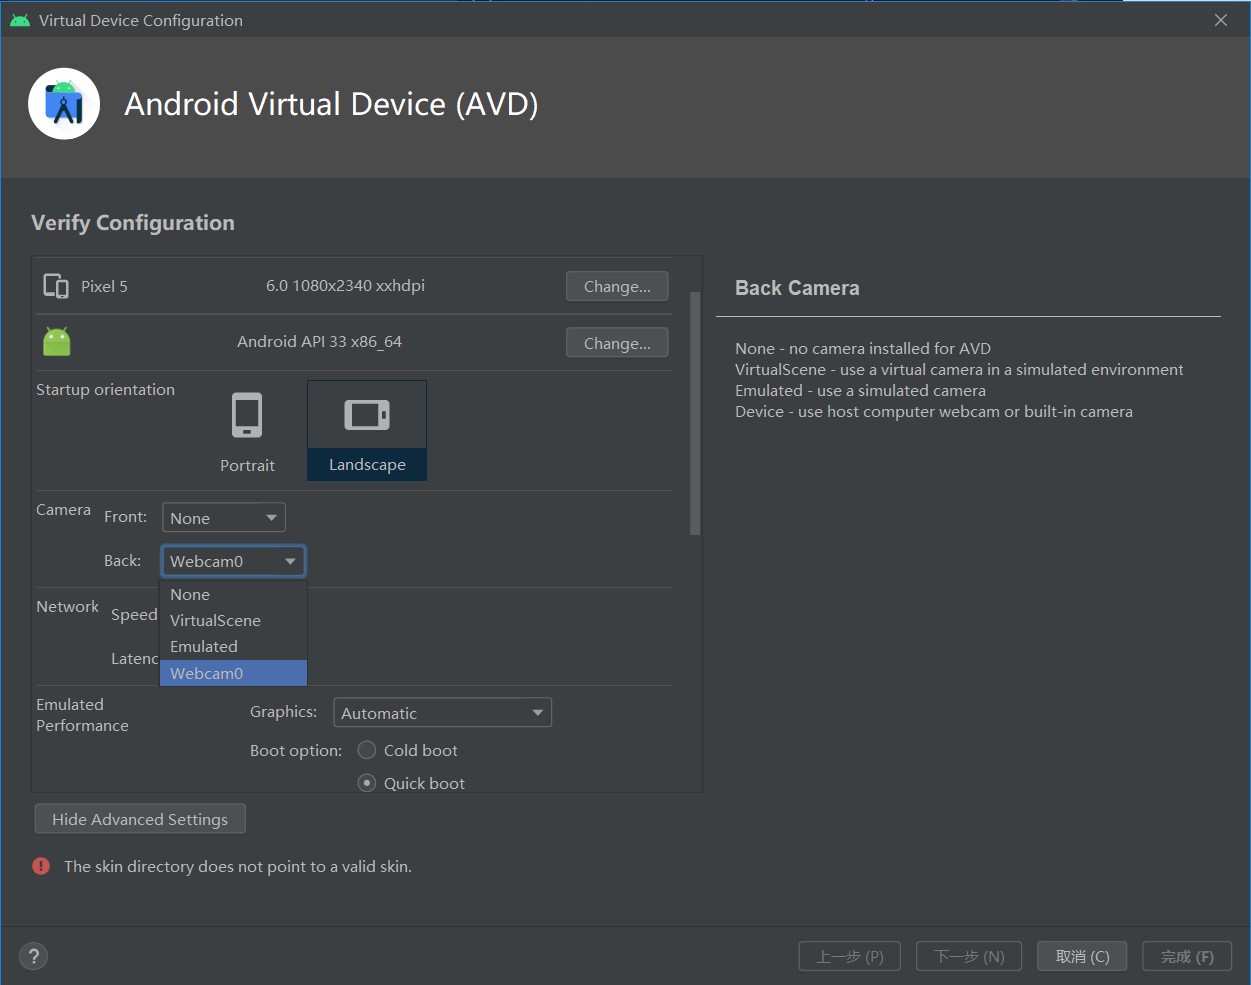 Virtual Device Configuration
Android Virtual Device (AVD)
Verify Configuration
Pixel 5 6.0 1080x2340 xxhdpi Change...
Android API 33 x86_64 Change...
Startup orientation
Portrait Landscape
Camera Front: None
Back: Webcam0
None
VirtualScene
Emulated
Webcam0
Network Speed
Latenc
Emulated
Performance
Graphics: Automatic
Boot option: Cold boot
Quick boot
Hide Advanced Settings
The skin directory does not point to a valid skin.
Back Camera
None - no camera installed for AVD
VirtualScene - use a virtual camera in a simulated environment
Emulated - use a simulated camera
Device - use host computer webcam or built-in camera
?
上一步 (P) 下一步 (N) 取消 (C) 完成 (F)